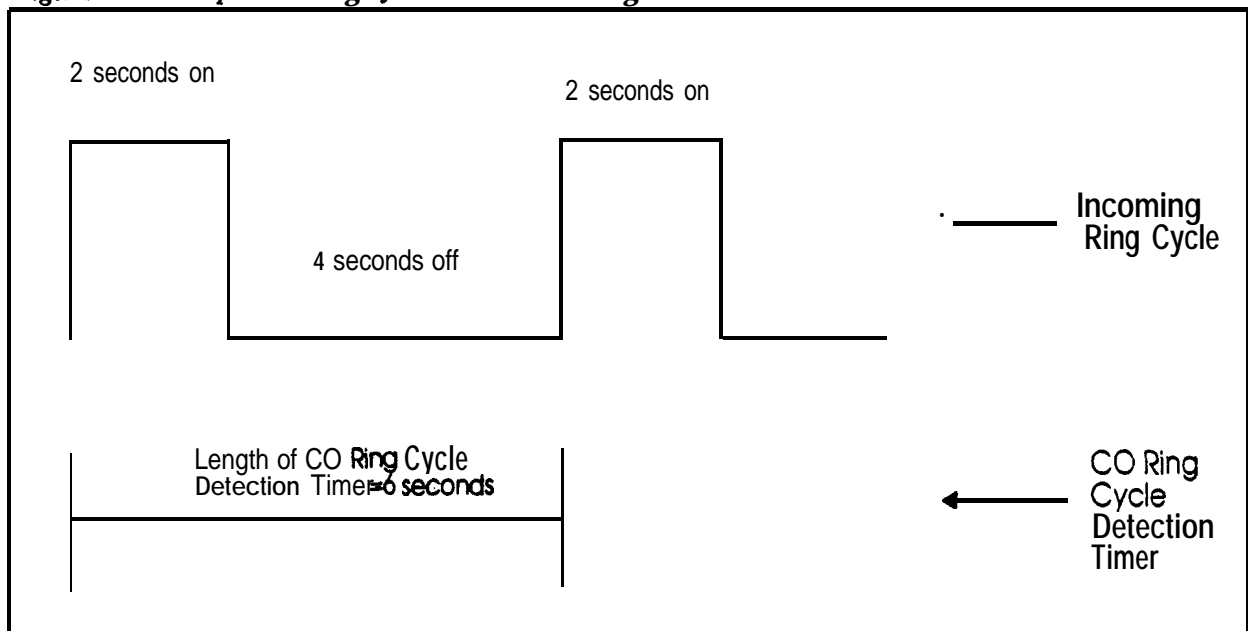 2 seconds on
2 seconds on
4 seconds off
Incoming
Ring Cycle
Length of CO Ring Cycle
Detection Timer=6 seconds
CO Ring
Cycle
Detection
Timer